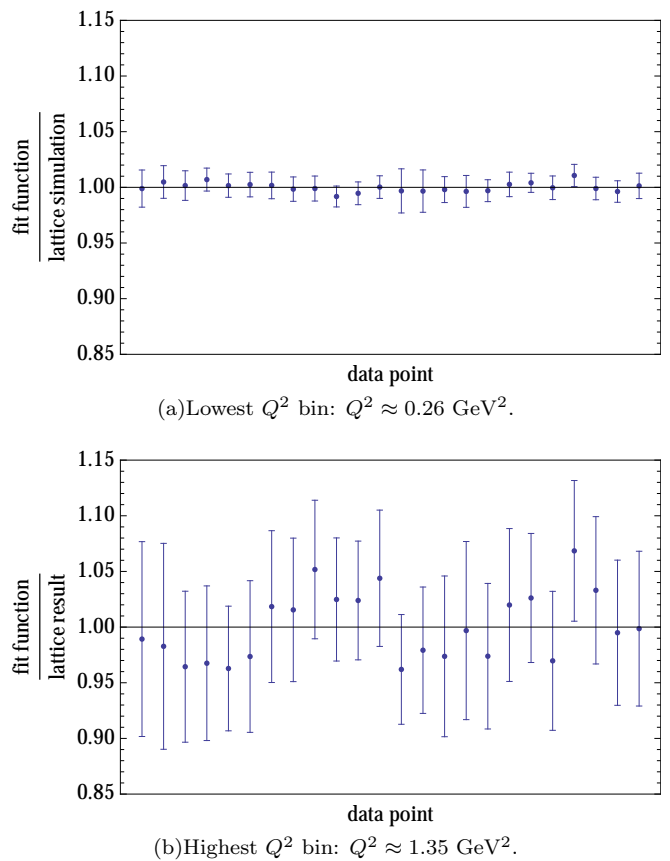 1.15
1.10
1.05
1.00
0.95
0.90
0.85
fit function
lattice simulation
data point
(a)Lowest Q² bin: Q² ≈ 0.26 GeV².
1.15
1.10
1.05
1.00
0.95
0.90
0.85
fit function
lattice result
data point
(b)Highest Q² bin: Q² ≈ 1.35 GeV².